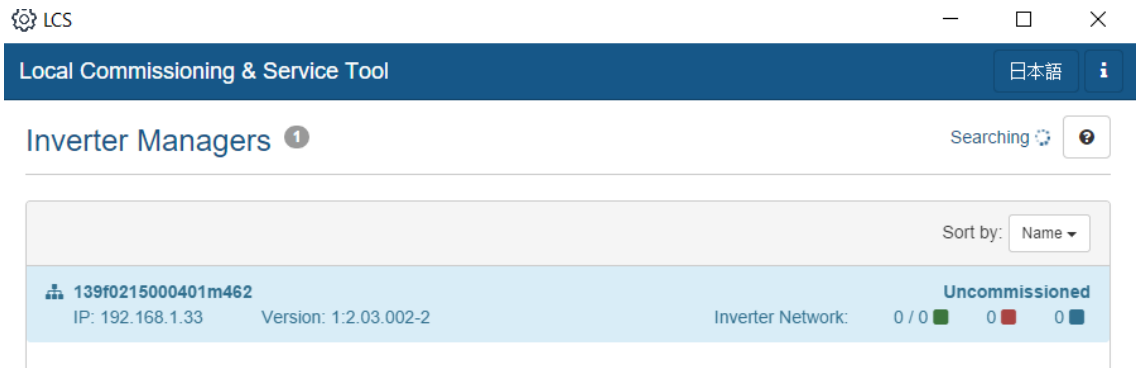 LCS
Local Commissioning & Service Tool 日本語 i
Inverter Managers 1 Searching ?
Sort by: Name
139f0215000401m462 Uncommissioned
IP: 192.168.1.33 Version: 1:2.03.002-2 Inverter Network: 0 / 0 0 0